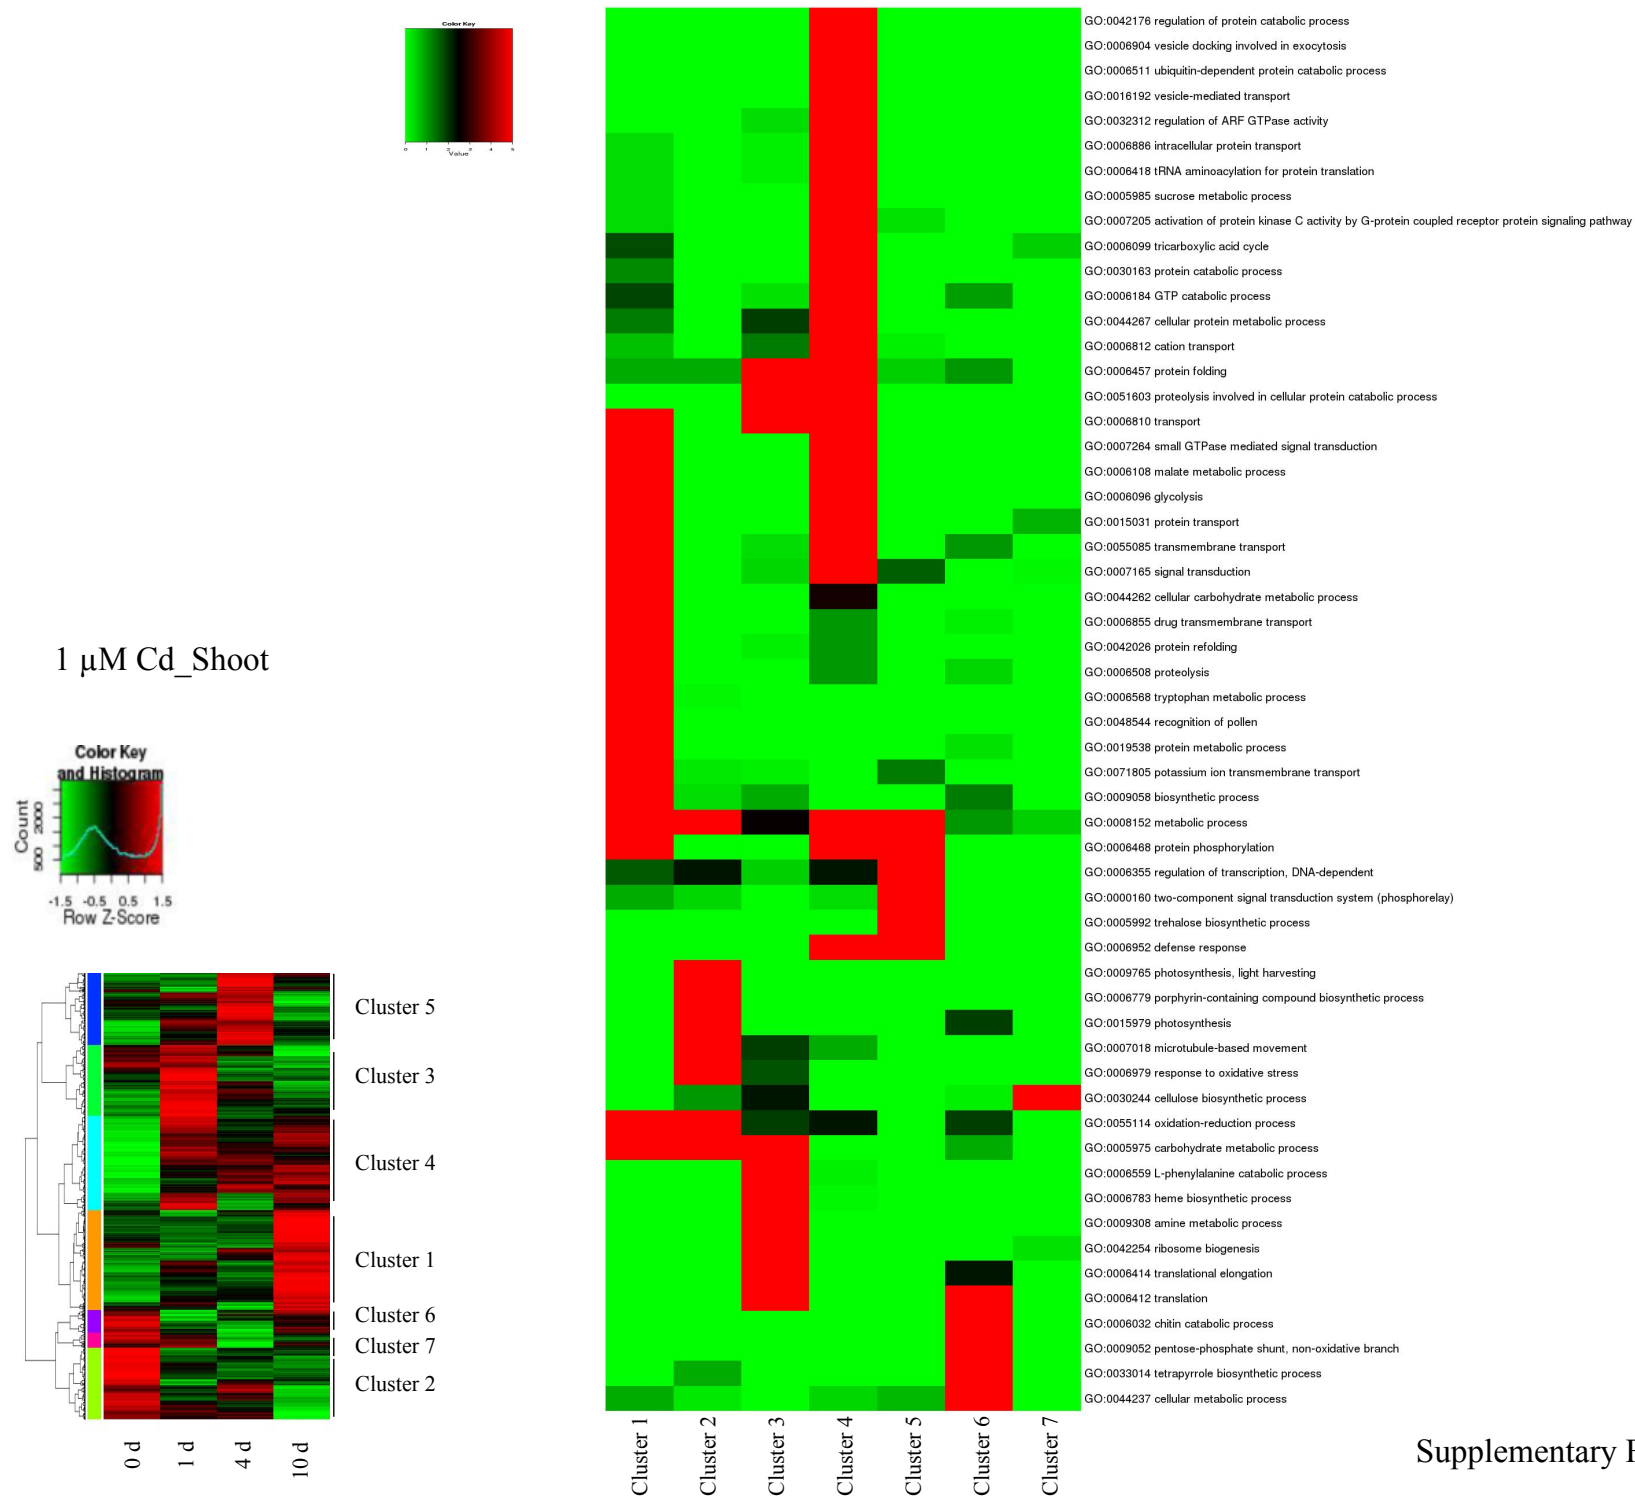 Color Key
0 1 2 3 4 5
Value
GO:0042176 regulation of protein catabolic process
GO:0006904 vesicle docking involved in exocytosis
GO:0006511 ubiquitin-dependent protein catabolic process
GO:0016192 vesicle-mediated transport
GO:0032312 regulation of ARF GTPase activity
GO:0006886 intracellular protein transport
GO:0006418 tRNA aminoacylation for protein translation
GO:0005985 sucrose metabolic process
GO:0007205 activation of protein kinase C activity by G-protein coupled receptor protein signaling pathway
GO:0006099 tricarboxylic acid cycle
GO:0030163 protein catabolic process
GO:0006184 GTP catabolic process
GO:0044267 cellular protein metabolic process
GO:0006812 cation transport
GO:0006457 protein folding
GO:0051603 proteolysis involved in cellular protein catabolic process
GO:0006810 transport
GO:0007264 small GTPase mediated signal transduction
GO:0006108 malate metabolic process
GO:0006096 glycolysis
GO:0015031 protein transport
GO:0055085 transmembrane transport
GO:0007165 signal transduction
GO:0044262 cellular carbohydrate metabolic process
GO:0006855 drug transmembrane transport
GO:0042026 protein refolding
GO:0006508 proteolysis
GO:0006568 tryptophan metabolic process
GO:0048544 recognition of pollen
GO:0019538 protein metabolic process
GO:0071805 potassium ion transmembrane transport
GO:0009058 biosynthetic process
GO:0008152 metabolic process
GO:0006468 protein phosphorylation
GO:0006355 regulation of transcription, DNA-dependent
GO:0000160 two-component signal transduction system (phosphorelay)
GO:0005992 trehalose biosynthetic process
GO:0006952 defense response
GO:0009765 photosynthesis, light harvesting
GO:0006779 porphyrin-containing compound biosynthetic process
GO:0015979 photosynthesis
GO:0007018 microtubule-based movement
GO:0006979 response to oxidative stress
GO:0030244 cellulose biosynthetic process
GO:0055114 oxidation-reduction process
GO:0005975 carbohydrate metabolic process
GO:0006559 L-phenylalanine catabolic process
GO:0006783 heme biosynthetic process
GO:0009308 amine metabolic process
GO:0042254 ribosome biogenesis
GO:0006414 translational elongation
GO:0006412 translation
GO:0006032 chitin catabolic process
GO:0009052 pentose-phosphate shunt, non-oxidative branch
GO:0033014 tetrapyrrole biosynthetic process
GO:0044237 cellular metabolic process
Cluster 1
Cluster 2
Cluster 3
Cluster 4
Cluster 5
Cluster 6
Cluster 7
1 µM Cd_Shoot
Color Key
and Histogram
Count
500 2000
-1.5 -0.5 0.5 1.5
Row Z-Score
Cluster 5
Cluster 3
Cluster 4
Cluster 1
Cluster 6
Cluster 7
Cluster 2
0 d
1 d
4 d
10 d
Supplementary